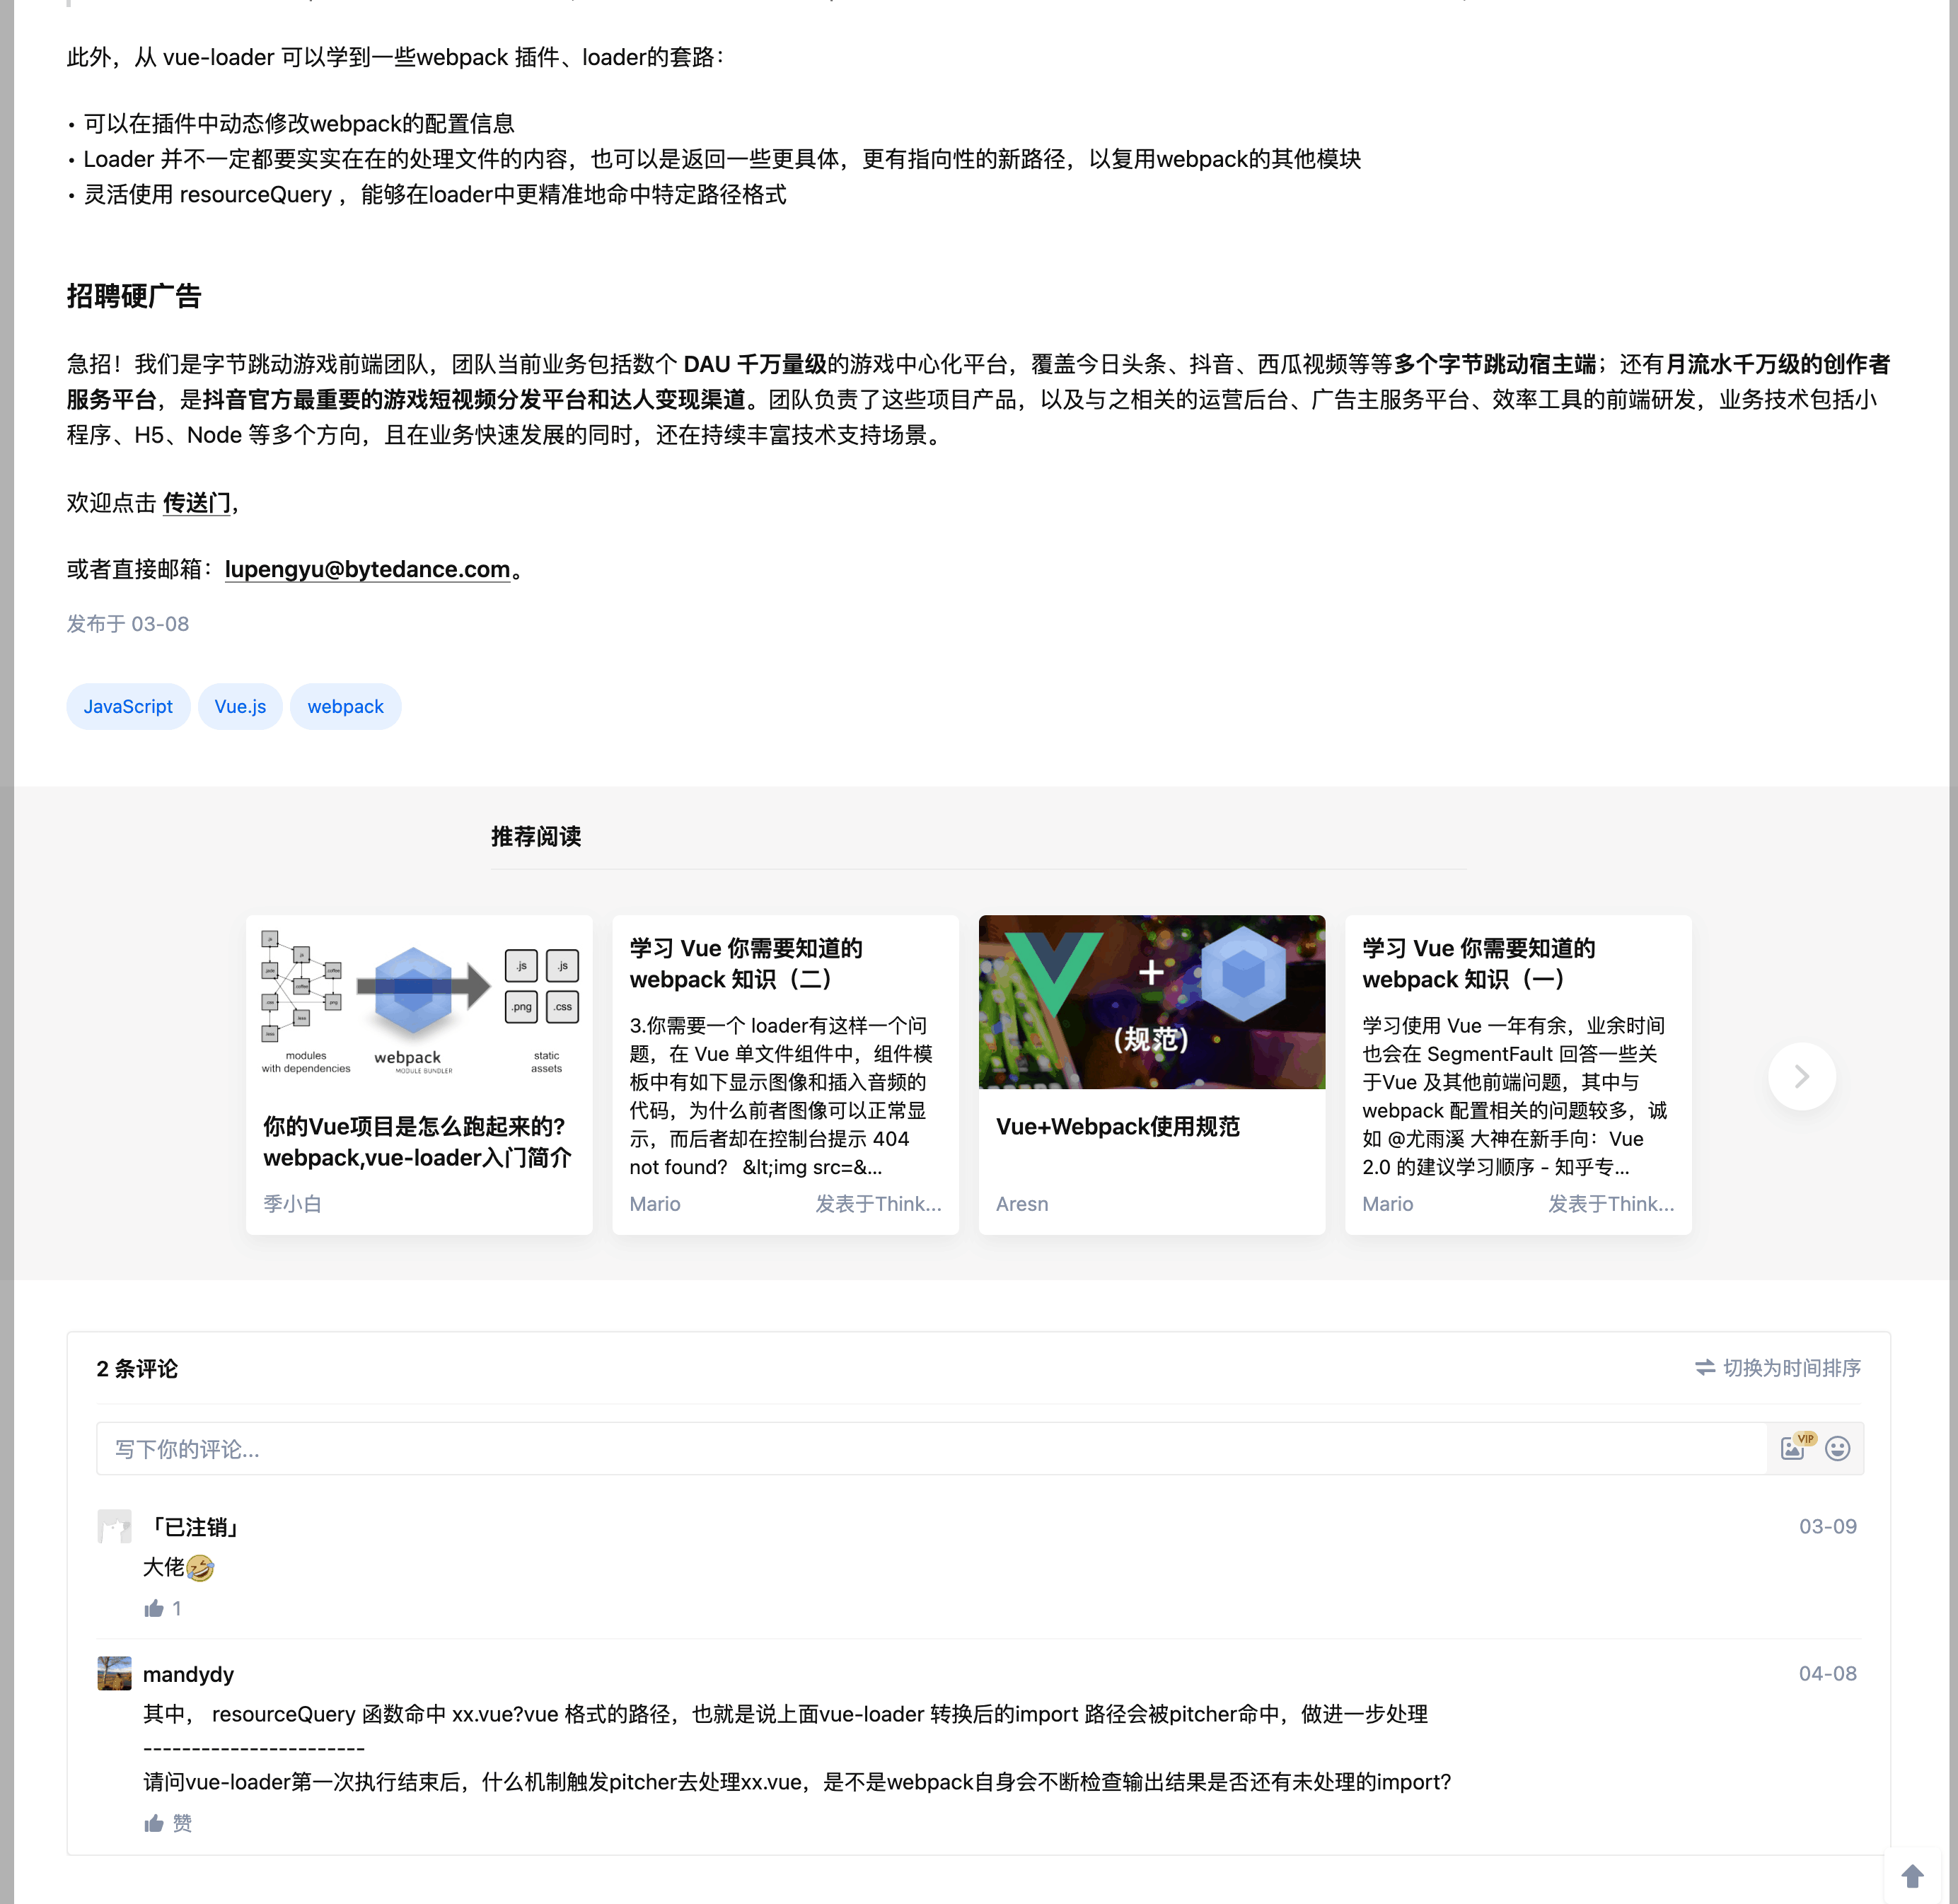 此外，从 vue-loader 可以学到一些webpack 插件、loader的套路：
• 可以在插件中动态修改webpack的配置信息
• Loader 并不一定都要实实在在的处理文件的内容，也可以是返回一些更具体，更有指向性的新路径，以复用webpack的其他模块
• 灵活使用 resourceQuery ，能够在loader中更精准地命中特定路径格式
招聘硬广告
急招！我们是字节跳动游戏前端团队，团队当前业务包括数个 DAU 千万量级的游戏中心化平台，覆盖今日头条、抖音、西瓜视频等等多个字节跳动宿主端；还有月流水千万级的创作者
服务平台，是抖音官方最重要的游戏短视频分发平台和达人变现渠道。团队负责了这些项目产品，以及与之相关的运营后台、广告主服务平台、效率工具的前端研发，业务技术包括小
程序、H5、Node 等多个方向，且在业务快速发展的同时，还在持续丰富技术支持场景。
欢迎点击 传送门，
或者直接邮箱：lupengyu@bytedance.com。
发布于 03-08
JavaScript Vue.js webpack
推荐阅读
.js .js
.png .css
modules
with dependencies
webpack
MODULE BUNDLER
static
assets
你的Vue项目是怎么跑起来的?
webpack,vue-loader入门简介
季小白
学习 Vue 你需要知道的
webpack 知识（二）
3.你需要一个 loader有这样一个问
题，在 Vue 单文件组件中，组件模
板中有如下显示图像和插入音频的
代码，为什么前者图像可以正常显
示，而后者却在控制台提示 404
not found？ &lt;img src=&...
Mario 发表于Think...
+
(规范)
Vue+Webpack使用规范
Aresn
学习 Vue 你需要知道的
webpack 知识（一）
学习使用 Vue 一年有余，业余时间
也会在 SegmentFault 回答一些关
于Vue 及其他前端问题，其中与
webpack 配置相关的问题较多，诚
如 @尤雨溪 大神在新手向：Vue
2.0 的建议学习顺序 - 知乎专...
Mario 发表于Think...
2 条评论 切换为时间排序
写下你的评论... VIP
「已注销」 03-09
大佬🤣
1
mandydy 04-08
其中， resourceQuery 函数命中 xx.vue?vue 格式的路径，也就是说上面vue-loader 转换后的import 路径会被pitcher命中，做进一步处理
-----------------------
请问vue-loader第一次执行结束后，什么机制触发pitcher去处理xx.vue，是不是webpack自身会不断检查输出结果是否还有未处理的import?
赞